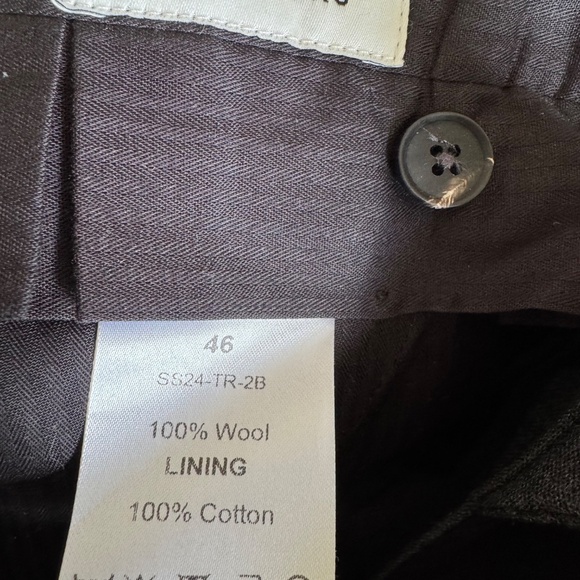 46
SS24-TR-2B
100% Wool
LINING
100% Cotton